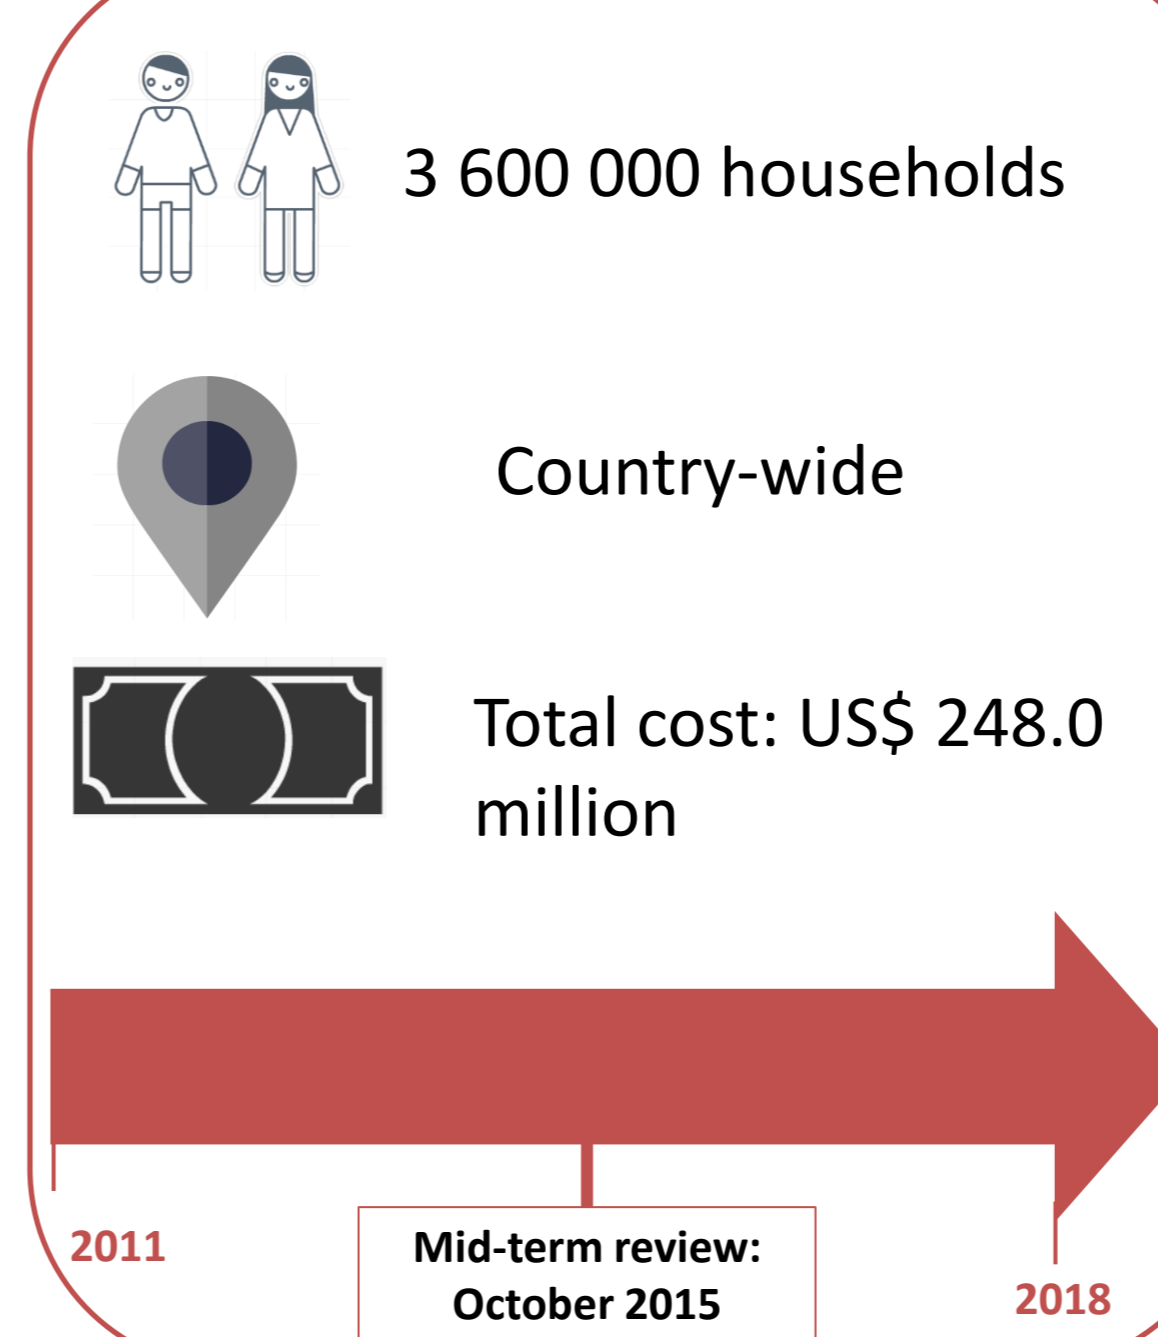 3 600 000 households
Country-wide
Total cost: US$ 248.0
million
2011
Mid-term review:
October 2015
2018